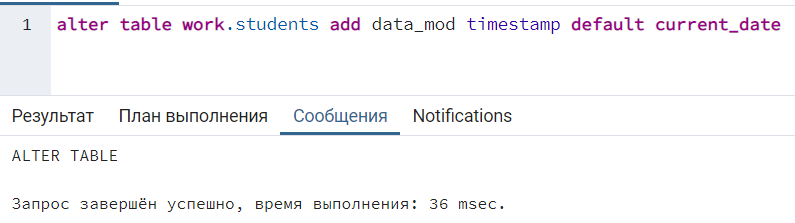 1 alter table work.students add data_mod timestamp default current_date
Результат План выполнения Сообщения Notifications
ALTER TABLE
Запрос завершён успешно, время выполнения: 36 msec.